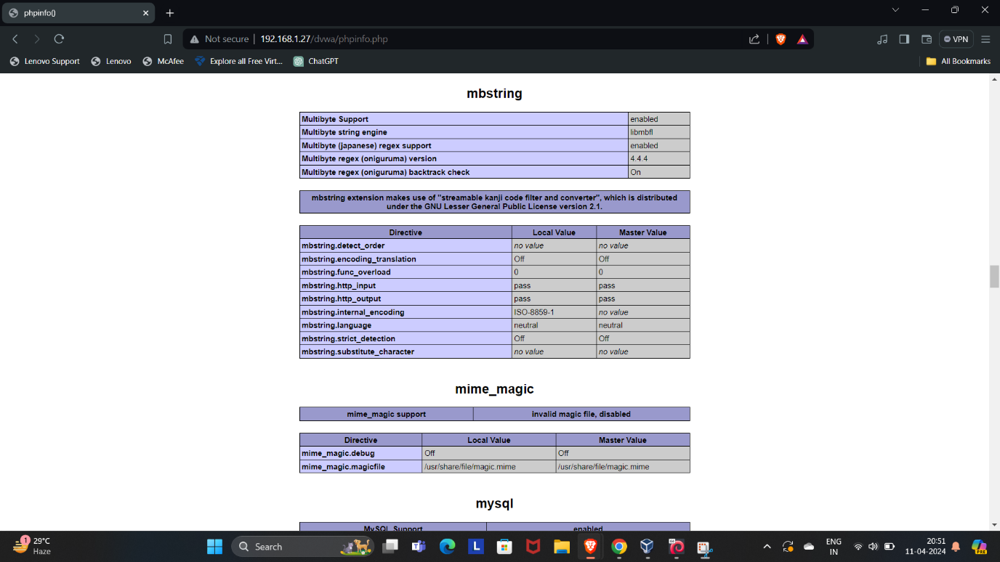 phpinfo()
Not secure 192.168.1.27/dvwa/phpinfo.php
VPN
Lenovo Support Lenovo McAfee Explore all Free Virt... ChatGPT All Bookmarks
mbstring
Multibyte Support enabled
Multibyte string engine libmbfl
Multibyte (japanese) regex support enabled
Multibyte regex (oniguruma) version 4.4.4
Multibyte regex (oniguruma) backtrack check On
mbstring extension makes use of "streamable kanji code filter and converter", which is distributed
under the GNU Lesser General Public License version 2.1.
Directive Local Value Master Value
mbstring.detect_order no value no value
mbstring.encoding_translation Off Off
mbstring.func_overload 0 0
mbstring.http_input pass pass
mbstring.http_output pass pass
mbstring.internal_encoding ISO-8859-1 no value
mbstring.language neutral neutral
mbstring.strict_detection Off Off
mbstring.substitute_character no value no value
mime_magic
mime_magic support invalid magic file, disabled
Directive Local Value Master Value
mime_magic.debug Off Off
mime_magic.magicfile /usr/share/file/magic.mime /usr/share/file/magic.mime
mysql
MySQL Support enabled
1 29°C
Haze
Search
L
PRE
ENG
IN
20:51
11-04-2024